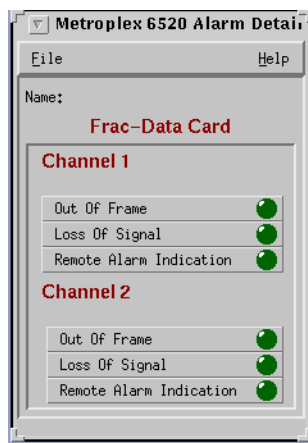 Metroplex 6520 Alarm Detai
File Help
Name:
Frac-Data Card
Channel 1
Out Of Frame
Loss Of Signal
Remote Alarm Indication
Channel 2
Out Of Frame
Loss Of Signal
Remote Alarm Indication